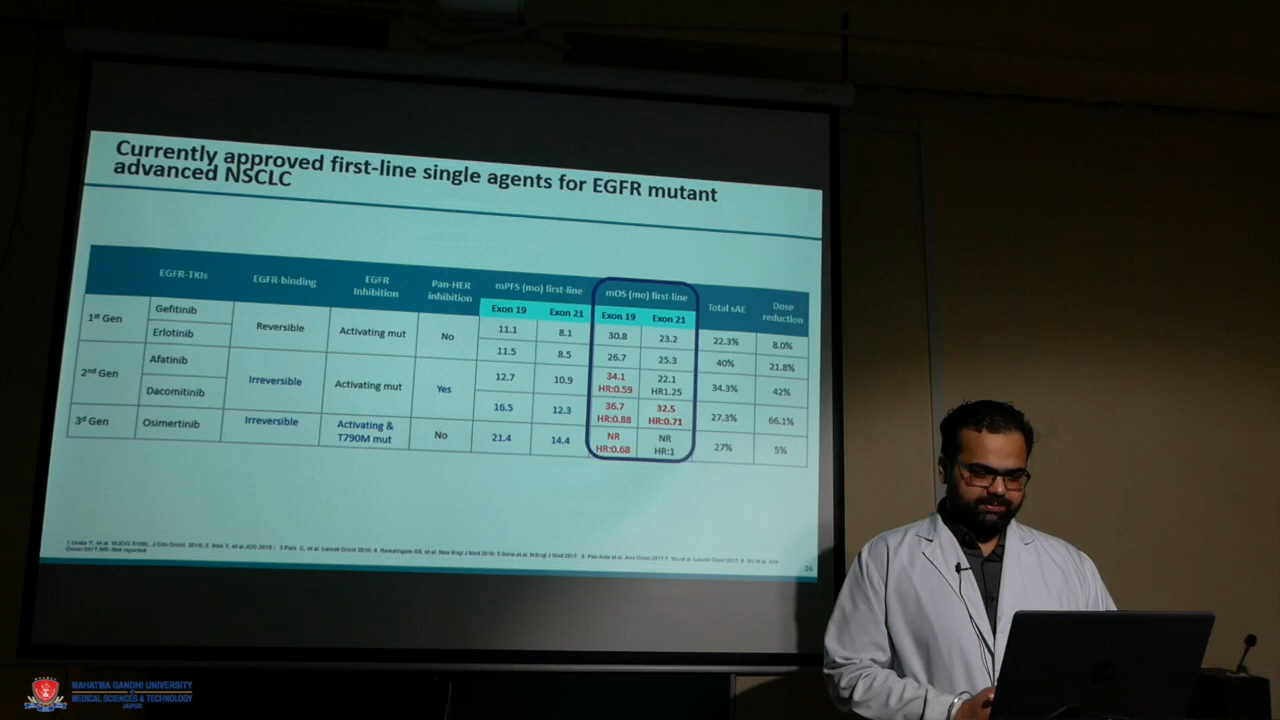 Currently approved first-line single agents for EGFR mutant
advanced NSCLC
EGFR-TKIs EGFR-binding EGFR Inhibition Pan-HER inhibition mPFS (mo) first-line mOS (mo) first-line Total sAE Dose reduction
Exon 19 Exon 21 Exon 19 Exon 21
1st Gen Gefitinib Reversible Activating mut No 11.1 8.1 30.8 23.2 22.3% 8.0%
Erlotinib 11.5 8.5 26.7 25.3 40% 21.8%
2nd Gen Afatinib Irreversible Activating mut Yes 12.7 10.9 34.1 HR:0.59 22.1 HR1.25 34.3% 42%
Dacomitinib 16.5 12.3 36.7 HR:0.88 32.5 HR:0.71 27.3% 66.1%
3rd Gen Osimertinib Irreversible Activating & T790M mut No 21.4 14.4 NR HR:0.68 NR HR:1 27% 5%
24
MAHATMA GANDHI UNIVERSITY
of
MEDICAL SCIENCES & TECHNOLOGY
JAIPUR